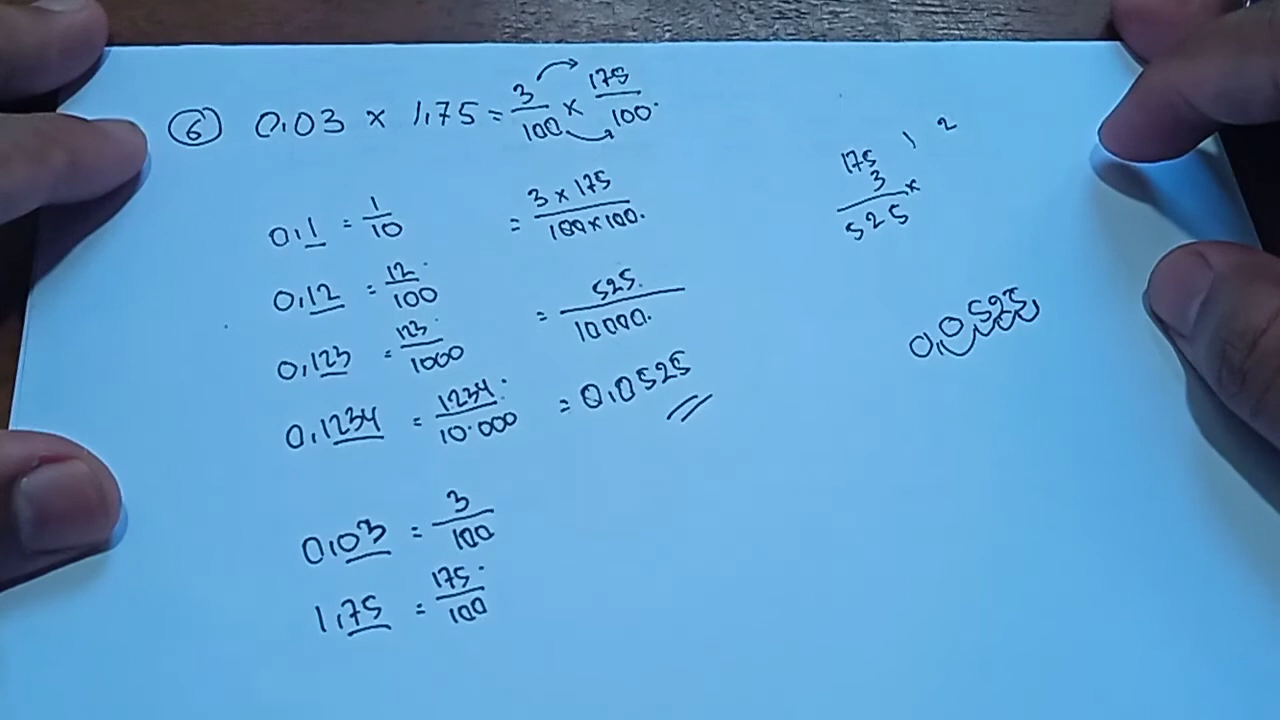 6 0,03 × 1,75 = 3/100 × 175/100.
0,1 = 1/10
0,12 = 12/100
0,123 = 123/1000
0,1234 = 1234/10.000
0,03 = 3/100
1,75 = 175/100
= 3 × 175/100 × 100.
= 525./10000.
= 0,0525
1 2
175
3 ×
525
0,0525,